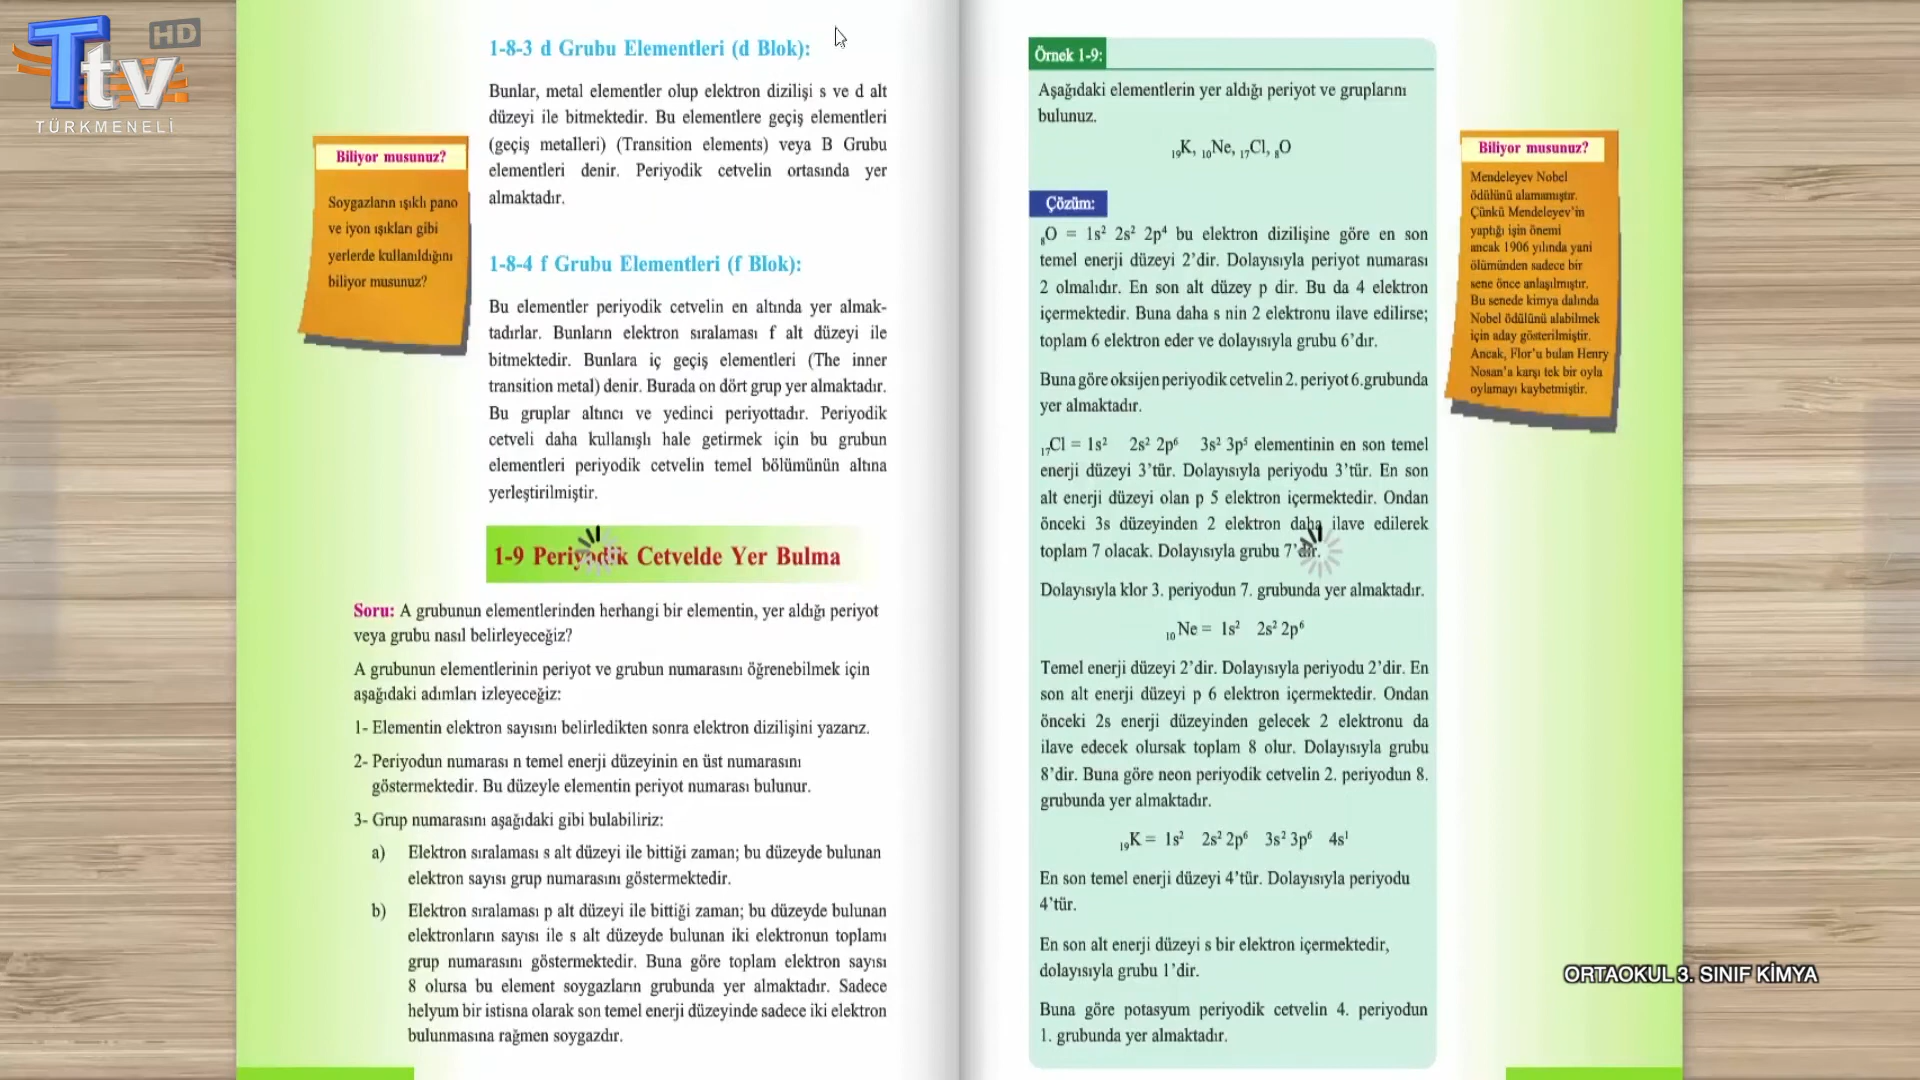 Ttv HD
TÜRKMENELİ
1-8-3 d Grubu Elementleri (d Blok):
Bunlar, metal elementler olup elektron dizilişi s ve d alt
düzeyi ile bitmektedir. Bu elementlere geçiş elementleri
(geçiş metalleri) (Transition elements) veya B Grubu
elementleri denir. Periyodik cetvelin ortasında yer
almaktadır.
Biliyor musunuz?
Soygazların ışıklı pano
ve iyon ışıkları gibi
yerlerde kullanıldığını
biliyor musunuz?
1-8-4 f Grubu Elementleri (f Blok):
Bu elementler periyodik cetvelin en altında yer almak-
tadırlar. Bunların elektron sıralaması f alt düzeyi ile
bitmektedir. Bunlara iç geçiş elementleri (The inner
transition metal) denir. Burada on dört grup yer almaktadır.
Bu gruplar altıncı ve yedinci periyottadır. Periyodik
cetveli daha kullanışlı hale getirmek için bu grubun
elementleri periyodik cetvelin temel bölümünün altına
yerleştirilmiştir.
1-9 Periyodik Cetvelde Yer Bulma
Soru: A grubunun elementlerinden herhangi bir elementin, yer aldığı periyot
veya grubu nasıl belirleyeceğiz?
A grubunun elementlerinin periyot ve grubun numarasını öğrenebilmek için
aşağıdaki adımları izleyeceğiz:
1- Elementin elektron sayısını belirledikten sonra elektron dizilişini yazarız.
2- Periyodun numarası n temel enerji düzeyinin en üst numarasını
göstermektedir. Bu düzeyle elementin periyot numarası bulunur.
3- Grup numarasını aşağıdaki gibi bulabiliriz:
a) Elektron sıralaması s alt düzeyi ile bittiği zaman; bu düzeyde bulunan
elektron sayısı grup numarasını göstermektedir.
b) Elektron sıralaması p alt düzeyi ile bittiği zaman; bu düzeyde bulunan
elektronların sayısı ile s alt düzeyde bulunan iki elektronun toplamı
grup numarasını göstermektedir. Buna göre toplam elektron sayısı
8 olursa bu element soygazların grubunda yer almaktadır. Sadece
helyum bir istisna olarak son temel enerji düzeyinde sadece iki elektron
bulunmasına rağmen soygazdır.
Örnek 1-9:
Aşağıdaki elementlerin yer aldığı periyot ve gruplarını
bulunuz.
₁₉K, ₁₀Ne, ₁₇Cl, ₈O
Çözüm:
₈O = 1s² 2s² 2p⁴ bu elektron dizilişine göre en son
temel enerji düzeyi 2'dir. Dolayısıyla periyot numarası
2 olmalıdır. En son alt düzey p dir. Bu da 4 elektron
içermektedir. Buna daha s nin 2 elektronu ilave edilirse;
toplam 6 elektron eder ve dolayısıyla grubu 6'dır.
Buna göre oksijen periyodik cetvelin 2. periyot 6.grubunda
yer almaktadır.
₁₇Cl = 1s² 2s² 2p⁶ 3s² 3p⁵ elementinin en son temel
enerji düzeyi 3'tür. Dolayısıyla periyodu 3'tür. En son
alt enerji düzeyi olan p 5 elektron içermektedir. Ondan
önceki 3s düzeyinden 2 elektron daha ilave edilerek
toplam 7 olacak. Dolayısıyla grubu 7'dir.
Dolayısıyla klor 3. periyodun 7. grubunda yer almaktadır.
₁₀Ne = 1s² 2s² 2p⁶
Temel enerji düzeyi 2'dir. Dolayısıyla periyodu 2'dir. En
son alt enerji düzeyi p 6 elektron içermektedir. Ondan
önceki 2s enerji düzeyinden gelecek 2 elektronu da
ilave edecek olursak toplam 8 olur. Dolayısıyla grubu
8'dir. Buna göre neon periyodik cetvelin 2. periyodun 8.
grubunda yer almaktadır.
₁₉K = 1s² 2s² 2p⁶ 3s² 3p⁶ 4s¹
En son temel enerji düzeyi 4'tür. Dolayısıyla periyodu
4'tür.
En son alt enerji düzeyi s bir elektron içermektedir,
dolayısıyla grubu 1'dir.
Buna göre potasyum periyodik cetvelin 4. periyodun
1. grubunda yer almaktadır.
Biliyor musunuz?
Mendeleyev Nobel
ödülünü alamamıştır.
Çünkü Mendeleyev'in
yaptığı işin önemi
ancak 1906 yılında yani
ölümünden sadece bir
sene önce anlaşılmıştır.
Bu senede kimya dalında
Nobel ödülünü alabilmek
için aday gösterilmiştir.
Ancak, Flor'u bulan Henry
Nosan'a karşı tek bir oyla
oylamayı kaybetmiştir.
ORTAOKUL 3. SINIF KİMYA